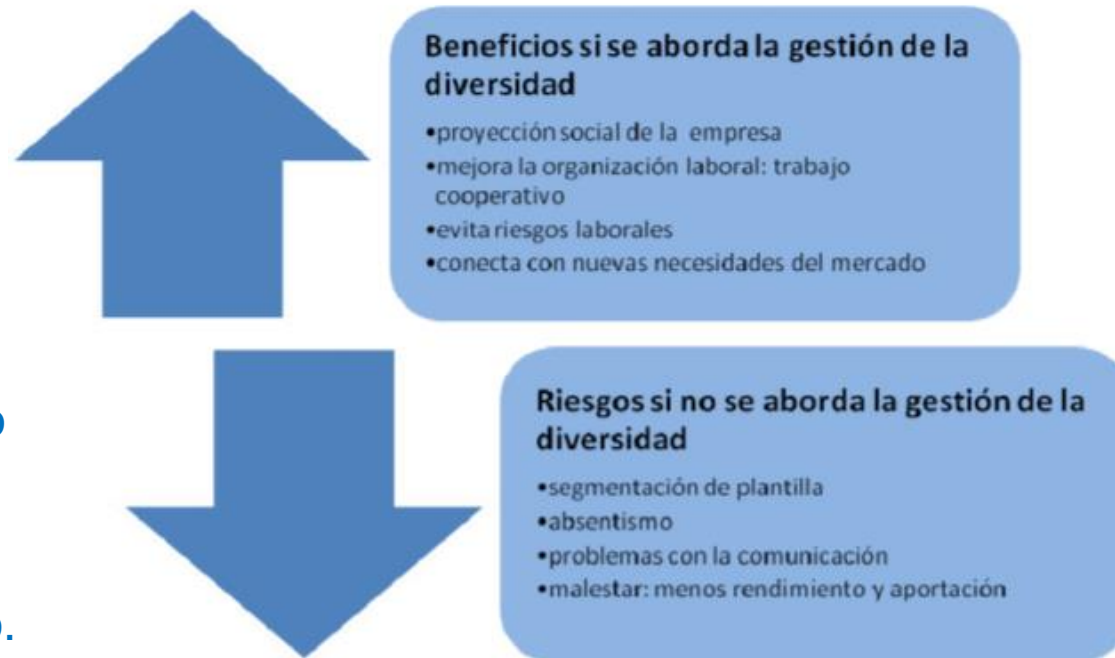 Beneficios si se aborda la gestión de la
diversidad
•proyección social de la empresa
•mejora la organización laboral: trabajo
cooperativo
•evita riesgos laborales
•conecta con nuevas necesidades del mercado
Riesgos si no se aborda la gestión de la
diversidad
•segmentación de plantilla
•absentismo
•problemas con la comunicación
•malestar: menos rendimiento y aportación